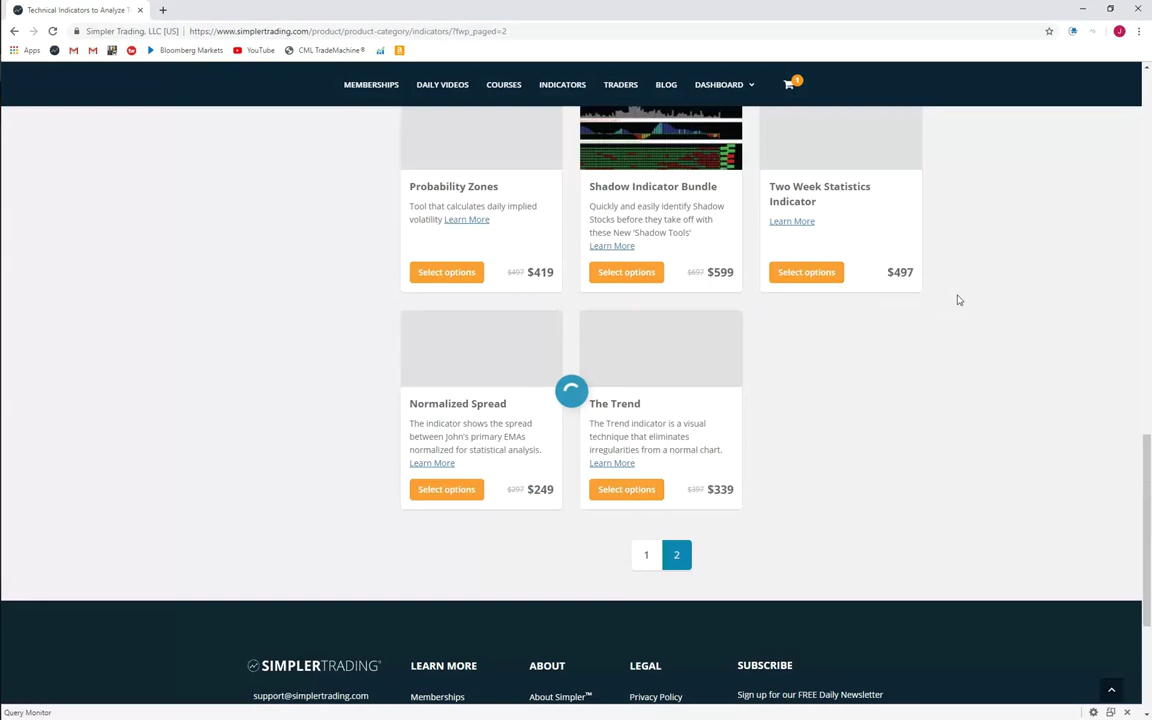 Technical Indicators to Analyze T
Simpler Trading, LLC [US]
https://www.simplertrading.com/product/product-category/indicators/?fwp_paged=2
J
Apps
Bloomberg Markets
YouTube
CML TradeMachine®
MEMBERSHIPS
DAILY VIDEOS
COURSES
INDICATORS
TRADERS
BLOG
DASHBOARD
1
Probability Zones
Tool that calculates daily implied
volatility Learn More
Select options
$497 $419
Shadow Indicator Bundle
Quickly and easily identify Shadow
Stocks before they take off with
these New 'Shadow Tools'
Learn More
Select options
$697 $599
Two Week Statistics
Indicator
Learn More
Select options
$497
Normalized Spread
The indicator shows the spread
between John's primary EMAs
normalized for statistical analysis.
Learn More
Select options
$297 $249
The Trend
The Trend indicator is a visual
technique that eliminates
irregularities from a normal chart.
Learn More
Select options
$397 $339
1
2
SIMPLERTRADING®
support@simplertrading.com
LEARN MORE
Memberships
ABOUT
About Simpler™
LEGAL
Privacy Policy
SUBSCRIBE
Sign up for our FREE Daily Newsletter
Query Monitor